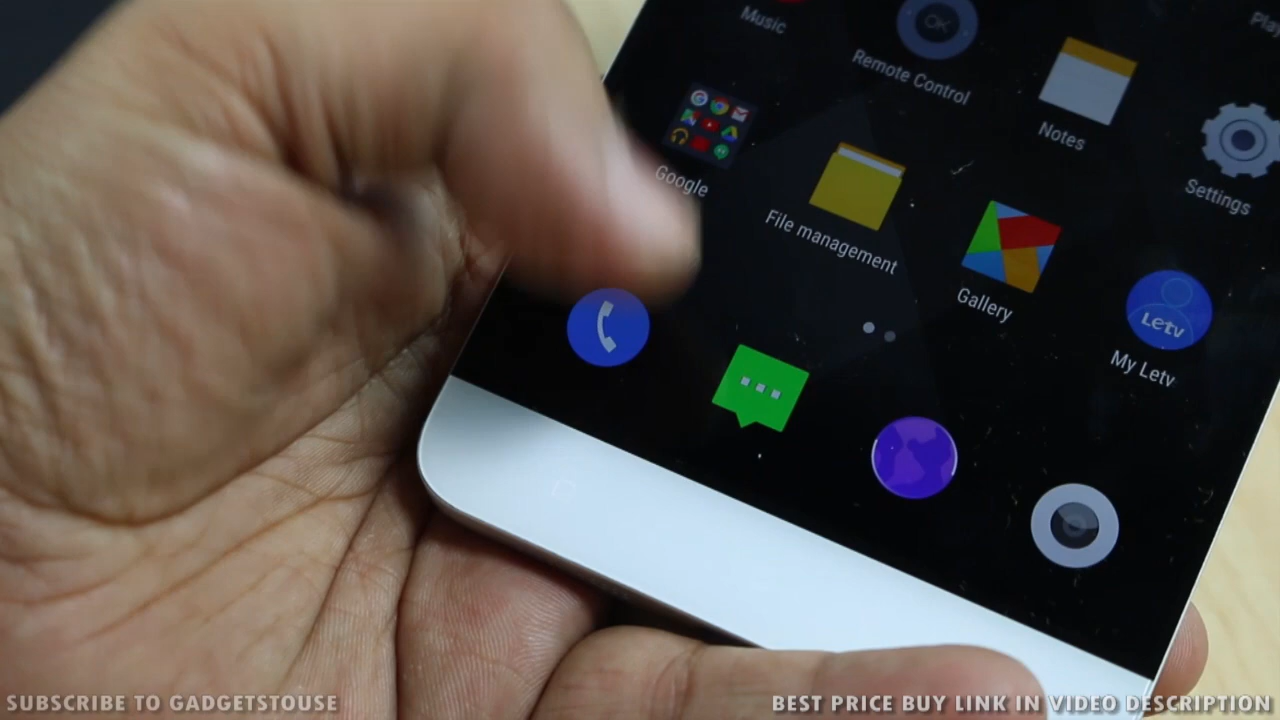 Music
OK
Remote Control
Notes
Settings
Google
File management
Gallery
Letv
My Letv
SUBSCRIBE TO GADGETSTOUSE
BEST PRICE BUY LINK IN VIDEO DESCRIPTION